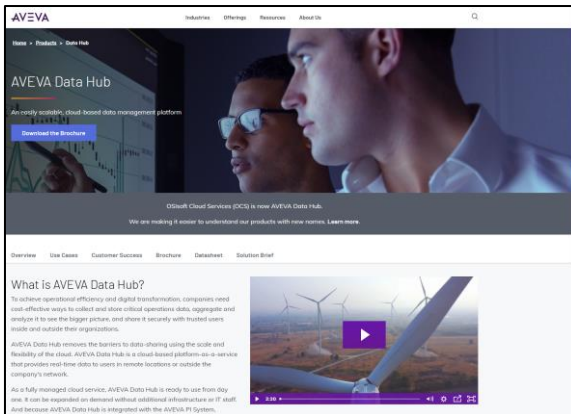 AVEVA
Industries Offerings Resources About Us
Home > Products > Data Hub
AVEVA Data Hub
An easily scalable, cloud-based data management platform
Download the Brochure
OSIsoft Cloud Services (OCS) is now AVEVA Data Hub.
We are making it easier to understand our products with new names. Learn more.
Overview Use Cases Customer Success Brochure Datasheet Solution Brief
What is AVEVA Data Hub?
To achieve operational efficiency and digital transformation, companies need
cost-effective ways to collect and store critical operations data, aggregate and
analyze it to see the bigger picture, and share it securely with trusted users
inside and outside their organizations.
AVEVA Data Hub removes the barriers to data-sharing using the scale and
flexibility of the cloud. AVEVA Data Hub is a cloud-based platform-as-a-service
that provides real-time data to users in remote locations or outside the
company's network.
As a fully managed cloud service, AVEVA Data Hub is ready to use from day
one. It can be expanded on demand without additional infrastructure or IT staff.
And because AVEVA Data Hub is integrated with the AVEVA PI System,